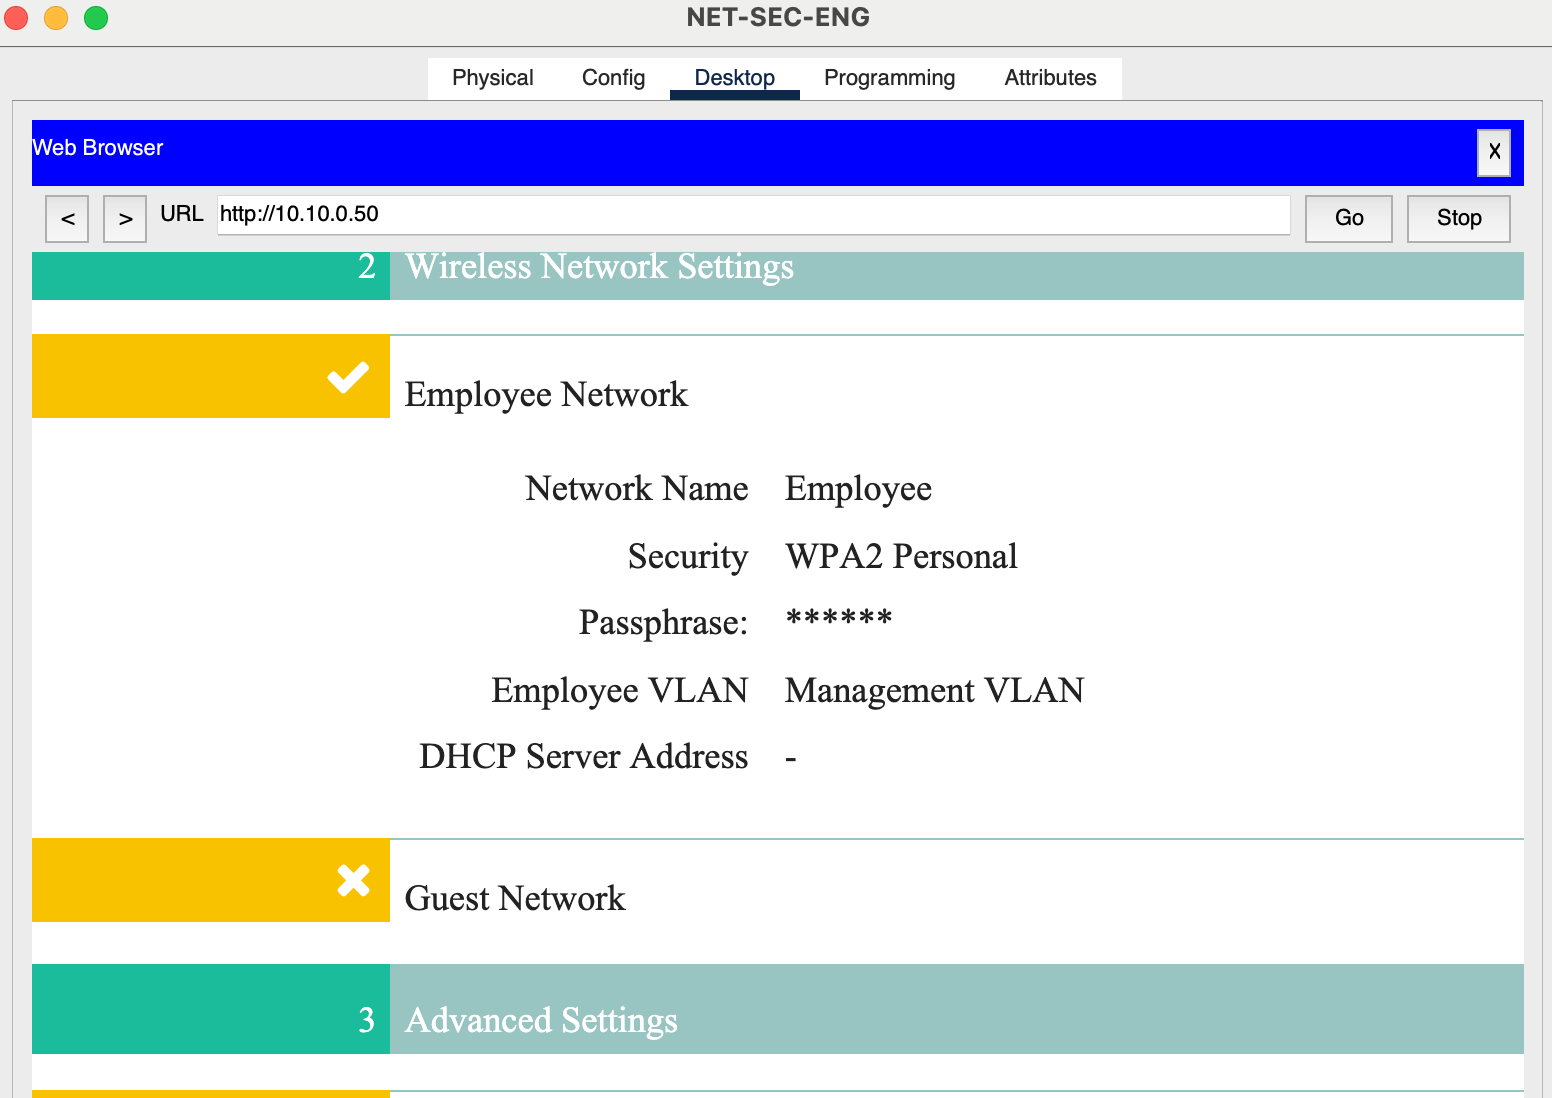 NET-SEC-ENG
Physical Config Desktop Programming Attributes
Web Browser X
< > URL http://10.10.0.50 Go Stop
2 Wireless Network Settings
Employee Network
Network Name Employee
Security WPA2 Personal
Passphrase: ******
Employee VLAN Management VLAN
DHCP Server Address -
Guest Network
3 Advanced Settings